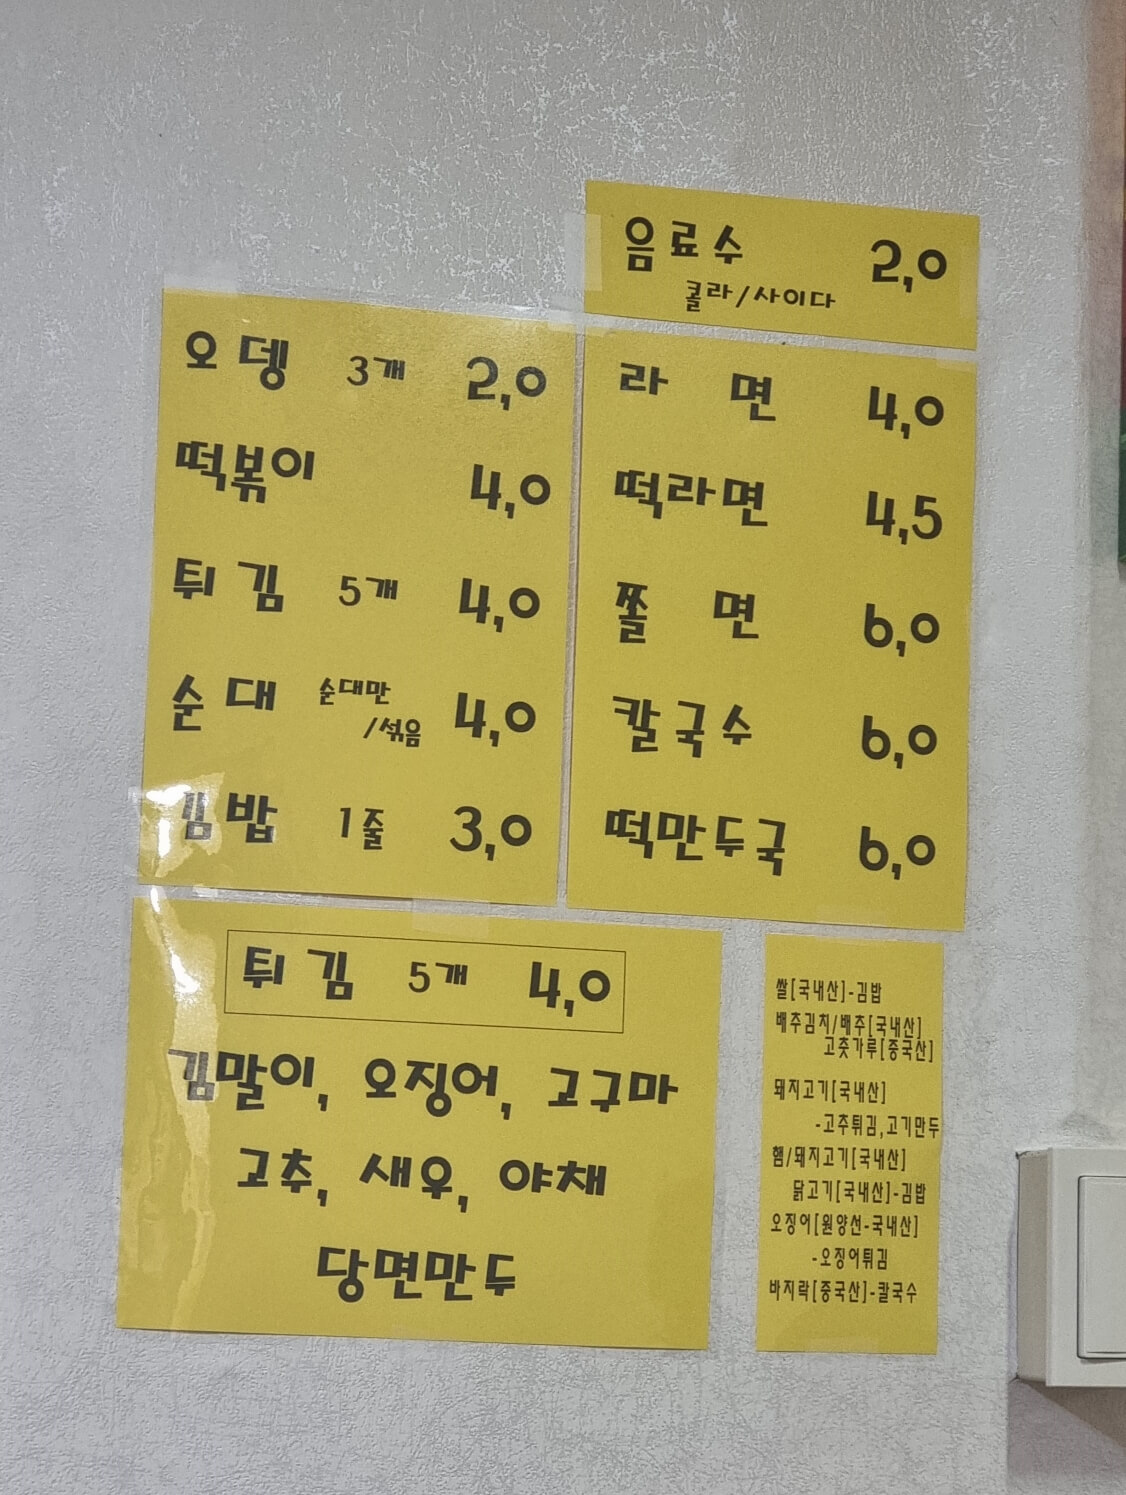 음료수 2,0
콜라/사이다
오뎅 3개 2,0
떡볶이 4,0
튀김 5개 4,0
순대 순대만 4,0
/섞음
김밥 1줄 3,0
라면 4,0
떡라면 4,5
쫄면 6,0
칼국수 6,0
떡만두국 6,0
튀김 5개 4,0
김말이, 오징어, 고구마
고추, 새우, 야채
당면만두
쌀[국내산]-김밥
배추김치/배추[국내산]
고춧가루[중국산]
돼지고기[국내산]
-고추튀김,고기만두
햄/돼지고기[국내산]
닭고기[국내산]-김밥
오징어[원양선-국내산]
-오징어튀김
바지락[중국산]-칼국수